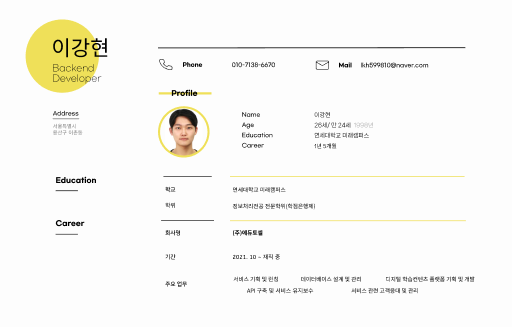 이강현
Backend
Developer
Phone 010-7138-6670 Mail lkh599810@naver.com
Address
서울특별시
용산구 이촌동
Profile
Name 이강현
Age 26세/ 만 24세 1998년
Education 연세대학교 미래캠퍼스
Career 1년 5개월
Education
학교 연세대학교 미래캠퍼스
학위 정보처리전공 전문학위(학점은행제)
Career
회사명 (주)에듀토셀
기간 2021. 10 - 재직 중
주요 업무 서비스 기획 및 진행 데이터베이스 설계 및 관리 디지털 학습컨텐츠 플랫폼 기획 및 개발
API 구축 및 서비스 유지보수 서비스 관련 고객응대 및 관리